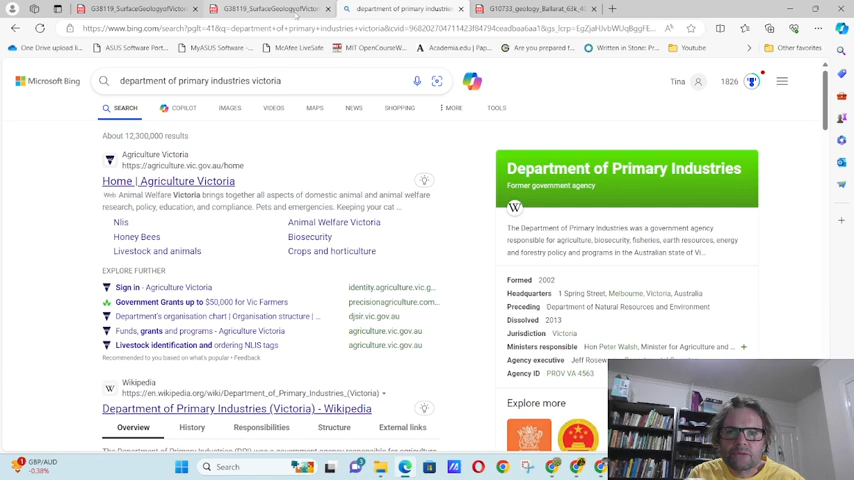 G38119_SurfaceGeologyofVictori
G38119_SurfaceGeologyofVictori
department of primary industries
G10733_geology_Ballarat_63k_4
https://www.bing.com/search?pglt=41&q=department+of+primary+industries+victoria&cvid=
One Drive upload li...
ASUS Software Port...
MyASUS Software -...
McAfee LiveSafe
MIT OpenCourseW...
Academia.edu | Pap...
Are you prepared f...
Written in Stone: Pr...
Youtube
Other favorites
Microsoft Bing
department of primary industries victoria
Tina
1826
SEARCH
COPILOT
IMAGES
VIDEOS
MAPS
NEWS
SHOPPING
MORE
TOOLS
About 12,300,000 results
Agriculture Victoria
https://agriculture.vic.gov.au/home
Home | Agriculture Victoria
Web Animal Welfare Victoria brings together all aspects of domestic animal and animal welfare
research, policy, education, and compliance. Pets and emergencies. Keeping your cat ...
Nlis
Animal Welfare Victoria
Honey Bees
Biosecurity
Livestock and animals
Crops and horticulture
EXPLORE FURTHER
Sign in - Agriculture Victoria
identity.agriculture.vic.g...
Government Grants up to $50,000 for Vic Farmers
precisionagriculture.com...
Department's organisation chart | Organisation structure | ...
djsir.vic.gov.au
Funds, grants and programs - Agriculture Victoria
agriculture.vic.gov.au
Livestock identification and ordering NLIS tags
agriculture.vic.gov.au
Recommended to you based on what's popular • Feedback
Wikipedia
https://en.wikipedia.org/wiki/Department_of_Primary_Industries_(Victoria)
Department of Primary Industries (Victoria) - Wikipedia
Overview
History
Responsibilities
Structure
External links
Department of Primary Industries
Former government agency
W
The Department of Primary Industries was a government agency
responsible for agriculture, biosecurity, fisheries, earth resources, energy
and forestry policy and programs in the Australian state of Vi...
Formed 2002
Headquarters 1 Spring Street, Melbourne, Victoria, Australia
Preceding Department of Natural Resources and Environment
Dissolved 2013
Jurisdiction Victoria
Ministers responsible Hon Peter Walsh, Minister for Agriculture and ...
Agency executive Jeff Rosew
Agency ID PROV VA 4563
Explore more
GBP/AUD
-0.38%
Search